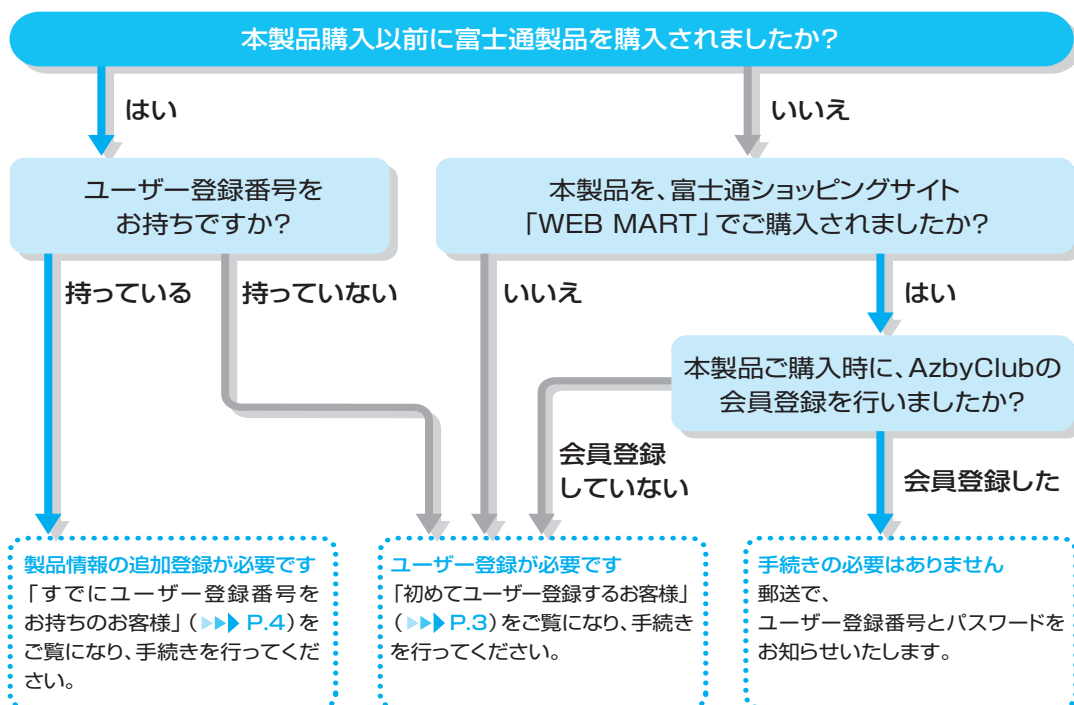 本製品購入以前に富士通製品を購入されましたか?
はい
いいえ
ユーザー登録番号を
お持ちですか?
本製品を、富士通ショッピングサイト
「WEB MART」でご購入されましたか?
持っている
持っていない
いいえ
はい
本製品ご購入時に、AzbyClubの
会員登録を行いましたか?
会員登録
していない
会員登録した
製品情報の追加登録が必要です
「すでにユーザー登録番号を
お持ちのお客様」(▶▶▶ P.4)を
ご覧になり、手続きを行ってくだ
さい。
ユーザー登録が必要です
「初めてユーザー登録するお客様」
(▶▶▶ P.3)をご覧になり、手続き
を行ってください。
手続きの必要はありません
郵送で、
ユーザー登録番号とパスワードを
お知らせいたします。